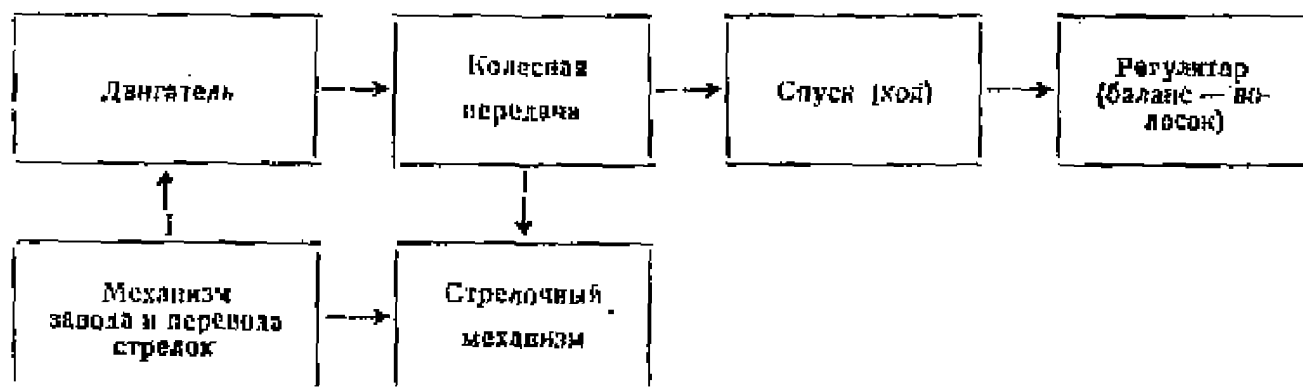 Двигатель
Колесная
передача
Спуск (ход)
Регулятор
(баланс — во-
лосок)
Механизм
завода и перевода
стрелок
Стрелочный
механизм